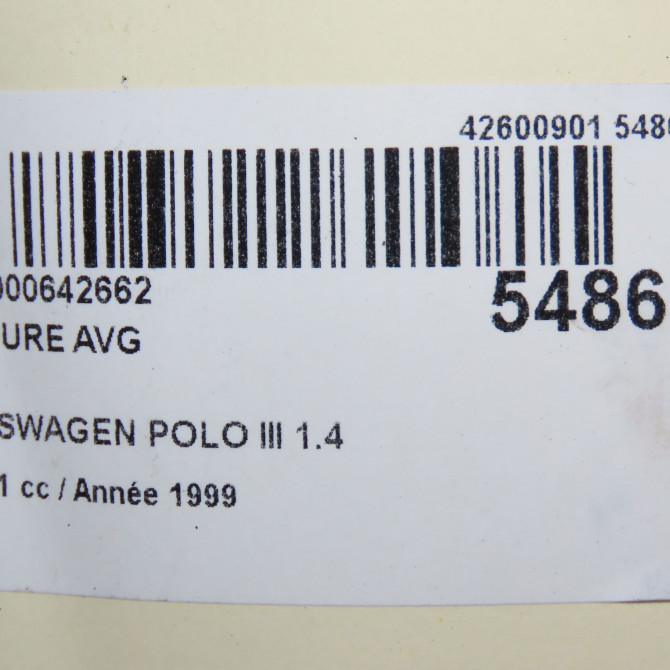 42600901 5486
000642662
5486
URE AVG
SWAGEN POLO III 1.4
1 cc / Année 1999